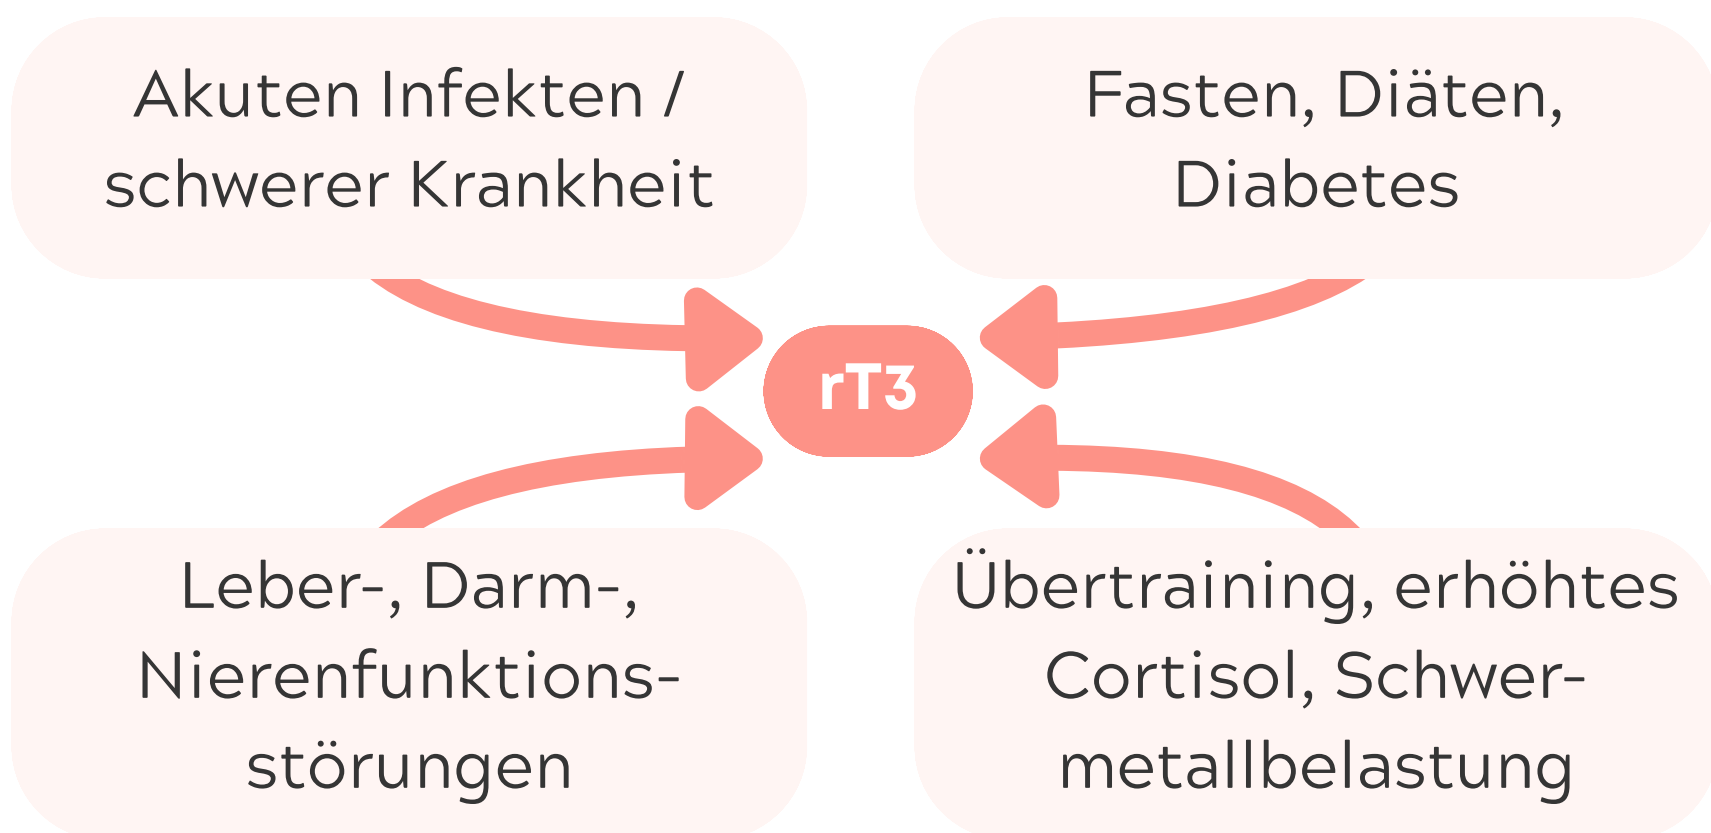 Akuten Infekten /
schwerer Krankheit
Fasten, Diäten,
Diabetes
rT3
Leber-, Darm-,
Nierenfunktions-
störungen
Übertraining, erhöhtes
Cortisol, Schwer-
metallbelastung